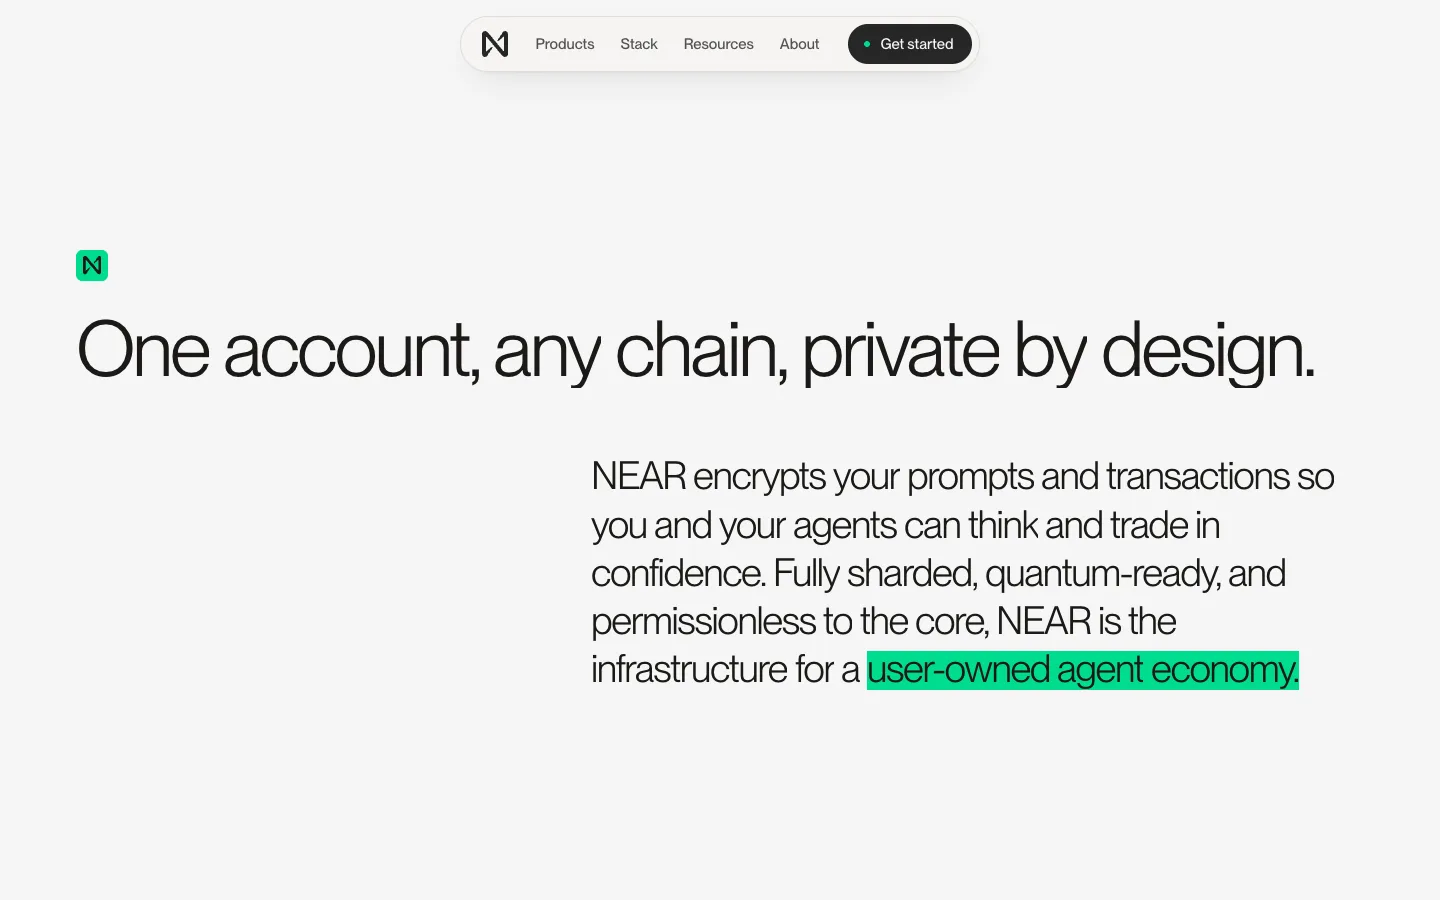 Products
Stack
Resources
About
Get started
One account, any chain, private by design.
NEAR encrypts your prompts and transactions so
you and your agents can think and trade in
confidence. Fully sharded, quantum-ready, and
permissionless to the core, NEAR is the
infrastructure for a user-owned agent economy.